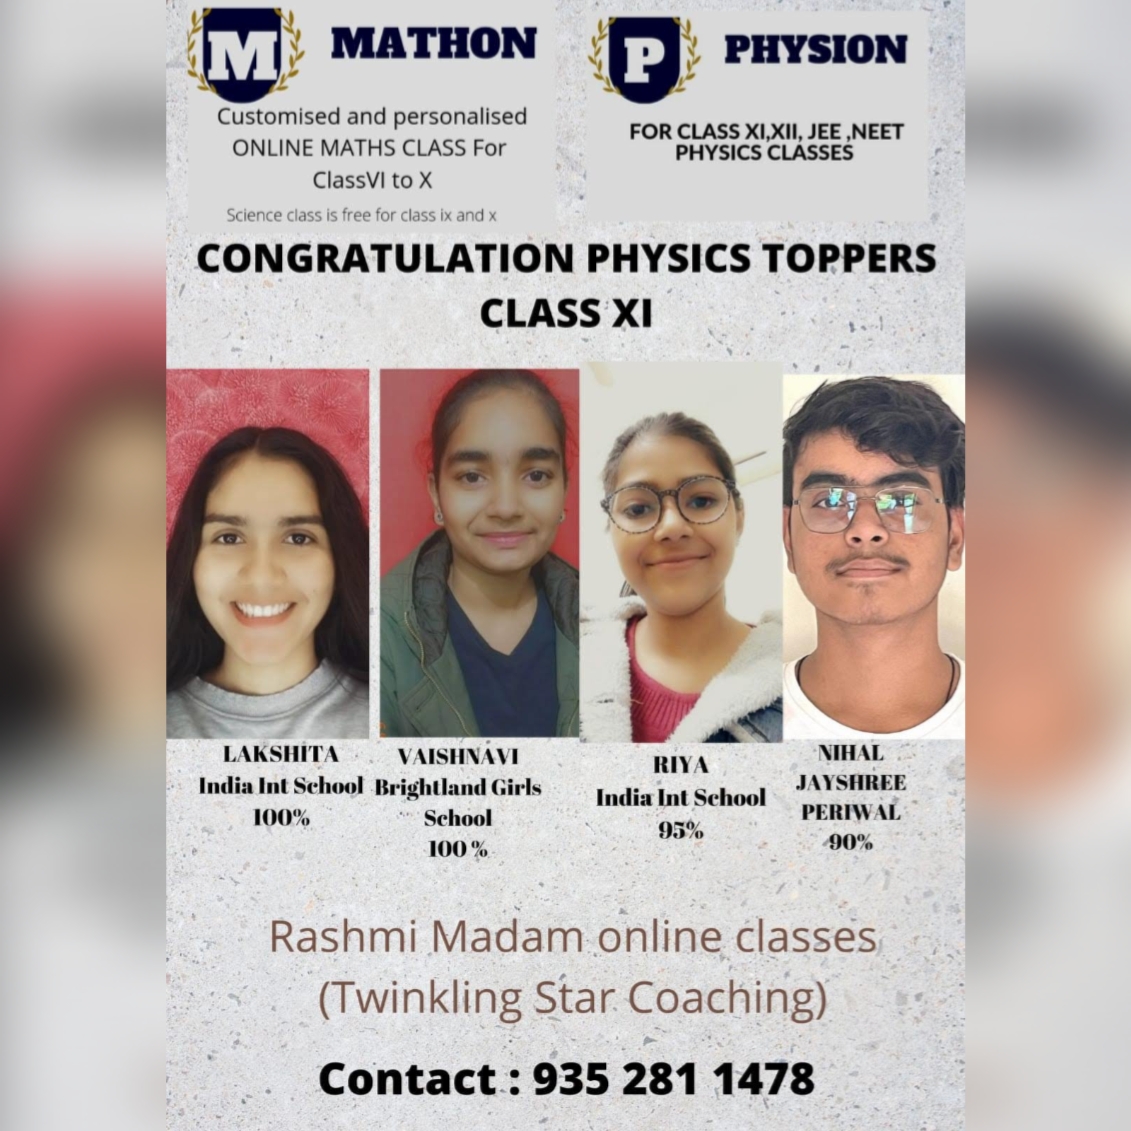 M
MATHON
Customised and personalised
ONLINE MATHS CLASS For
ClassVI to X
Science class is free for class ix and x
P
PHYSION
FOR CLASS XI,XII, JEE ,NEET
PHYSICS CLASSES
CONGRATULATION PHYSICS TOPPERS
CLASS XI
LAKSHITA
India Int School
100%
VAISHNAVI
Brightland Girls
School
100 %
RIYA
India Int School
95%
NIHAL
JAYSHREE
PERIWAL
90%
Rashmi Madam online classes
(Twinkling Star Coaching)
Contact : 935 281 1478